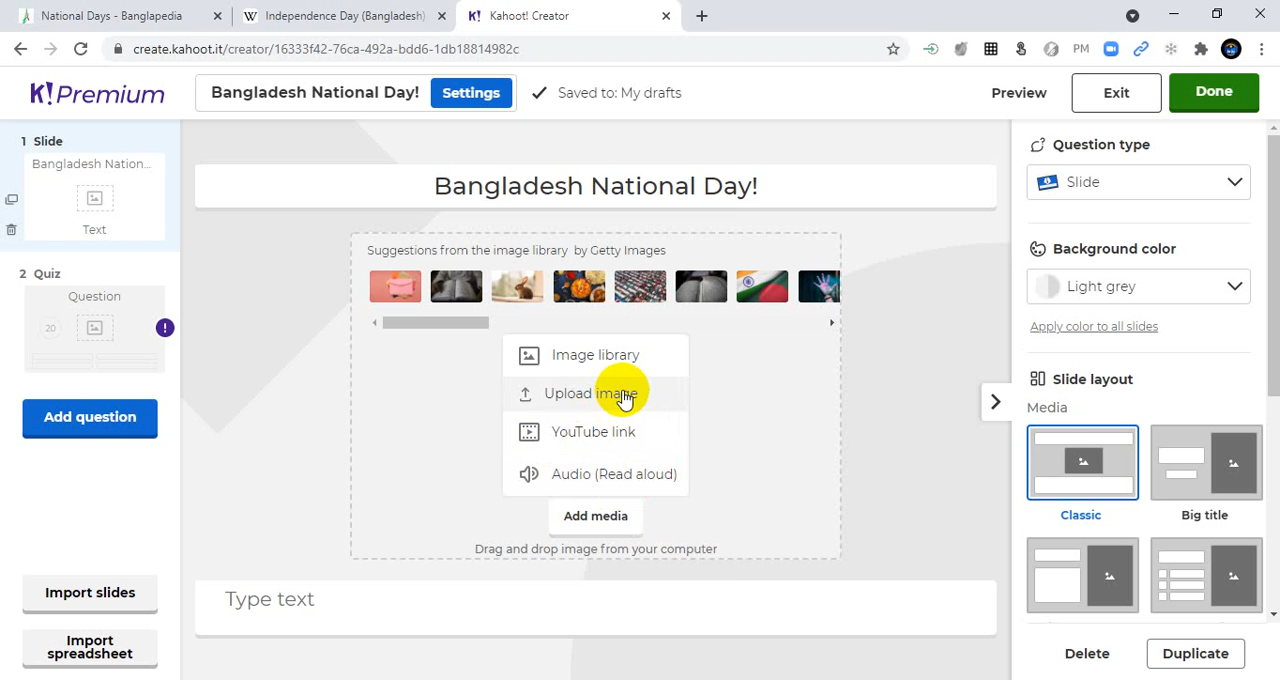 National Days - Banglapedia
Independence Day (Bangladesh)
Kahoot! Creator
create.kahoot.it/creator/16333f42-76ca-492a-bdd6-1db18814982c
PM
K!Premium
Bangladesh National Day!
Settings
Saved to: My drafts
Preview
Exit
Done
1 Slide
Bangladesh Nation...
Text
2 Quiz
Question
20
!
Add question
Import slides
Import spreadsheet
Bangladesh National Day!
Suggestions from the image library by Getty Images
Image library
Upload image
YouTube link
Audio (Read aloud)
Add media
Drag and drop image from your computer
Type text
Question type
Slide
Background color
Light grey
Apply color to all slides
Slide layout
Media
Classic
Big title
Delete
Duplicate